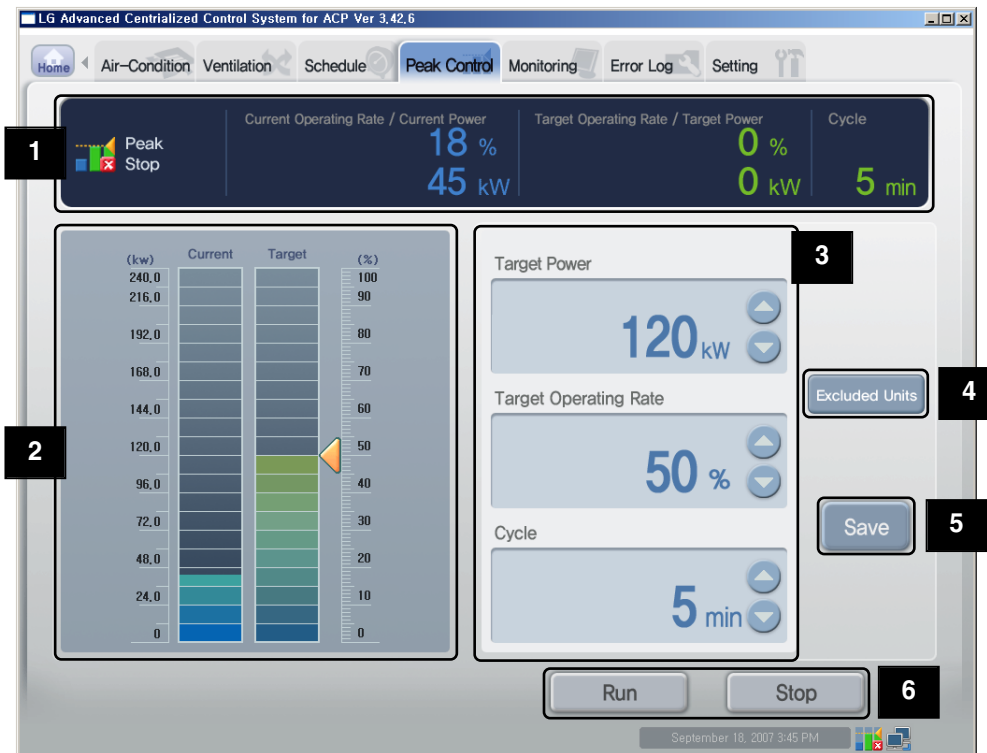 LG Advanced Centralized Control System for ACP Ver 3,42,6
Home Air-Condition Ventilation Schedule Peak Control Monitoring Error Log Setting
1
Peak
Stop
Current Operating Rate / Current Power
18 %
45 kW
Target Operating Rate / Target Power
0 %
0 kW
Cycle
5 min
2
(kw) Current Target (%)
240,0 100
216,0 90
192,0 80
168,0 70
144,0 60
120,0 50
96,0 40
72,0 30
48,0 20
24,0 10
0 0
3
Target Power
120 kW
Target Operating Rate
50 %
Cycle
5 min
Excluded Units
4
Save
5
Run Stop
6
September 18, 2007 3:45 PM